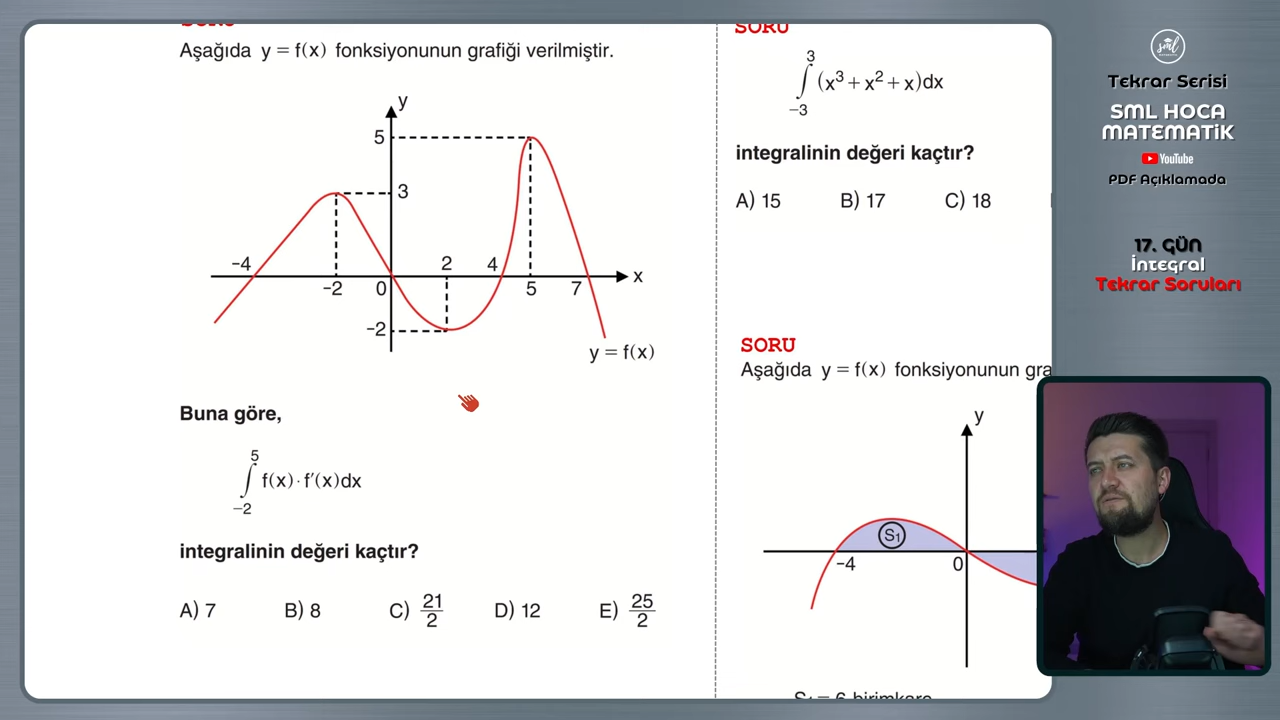 Aşağıda y = f(x) fonksiyonunun grafiği verilmiştir.
y
5
3
−4
2
4
x
−2
0
5
7
−2
y = f(x)
Buna göre,
5
∫ f(x) · f′(x)dx
−2
integralinin değeri kaçtır?
A) 7 B) 8 C) 21/2 D) 12 E) 25/2
SORU
3
∫ (x³ + x² + x)dx
−3
integralinin değeri kaçtır?
A) 15 B) 17 C) 18
SORU
Aşağıda y = f(x) fonksiyonunun gra
y
S₁
−4
0
sml
Tekrar Serisi
SML HOCA
MATEMATİK
YouTube
PDF Açıklamada
17. GÜN
İntegral
Tekrar Soruları